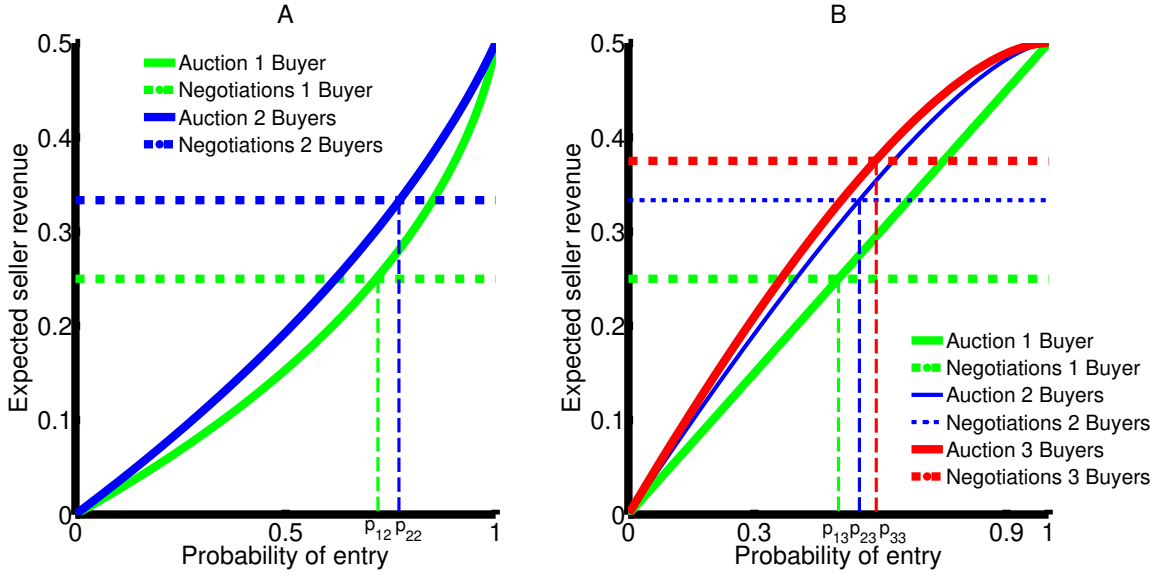 A
Expected seller revenue
0.5
0.4
0.3
0.2
0.1
0
Auction 1 Buyer
Negotiations 1 Buyer
Auction 2 Buyers
Negotiations 2 Buyers
0
0.5
p12 p22
1
Probability of entry
B
Expected seller revenue
0.5
0.4
0.3
0.2
0.1
0
Auction 1 Buyer
Negotiations 1 Buyer
Auction 2 Buyers
Negotiations 2 Buyers
Auction 3 Buyers
Negotiations 3 Buyers
0
0.3
p13 p23 p33
0.9
1
Probability of entry